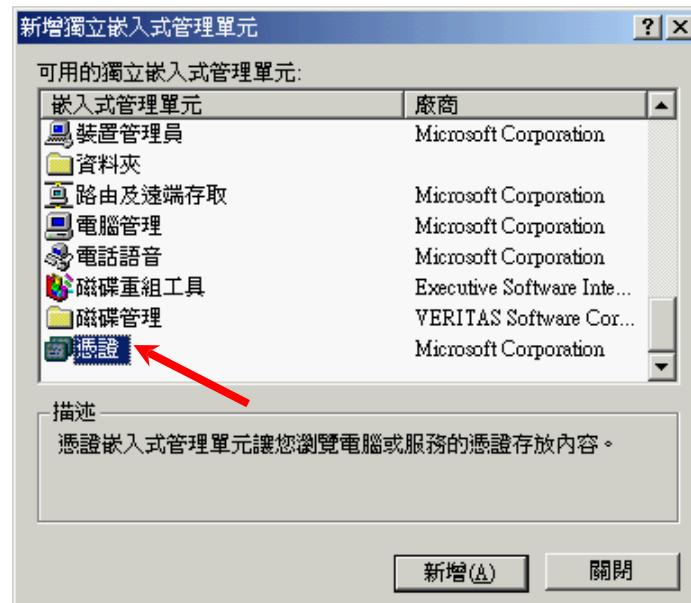 新增獨立嵌入式管理單元
可用的獨立嵌入式管理單元:
嵌入式管理單元 廠商
裝置管理員 Microsoft Corporation
資料夾
路由及遠端存取 Microsoft Corporation
電腦管理 Microsoft Corporation
電話語音 Microsoft Corporation
磁碟重組工具 Executive Software Inte...
磁碟管理 VERITAS Software Cor...
憑證 Microsoft Corporation
描述
憑證嵌入式管理單元讓您瀏覽電腦或服務的憑證存放內容。
新增(A) 關閉